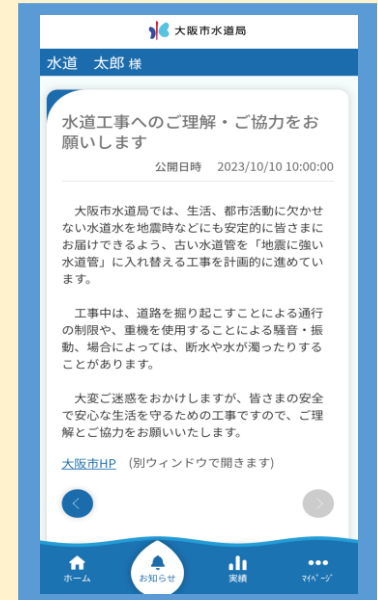 大阪市水道局
水道　太郎 様
水道工事へのご理解・ご協力をお
願いします
公開日時　2023/10/10 10:00:00
　大阪市水道局では、生活、都市活動に欠かせ
ない水道水を地震時などにも安定的に皆さまに
お届けできるよう、古い水道管を「地震に強い
水道管」に入れ替える工事を計画的に進めてい
ます。
　工事中は、道路を掘り起こすことによる通行
の制限や、重機を使用することによる騒音・振
動、場合によっては、断水や水が濁ったりする
ことがあります。
　大変ご迷惑をおかけしますが、皆さまの安全
で安心な生活を守るための工事ですので、ご理
解とご協力をお願いいたします。
大阪市HP　(別ウィンドウで開きます)
ホーム　お知らせ　実績　マイページ